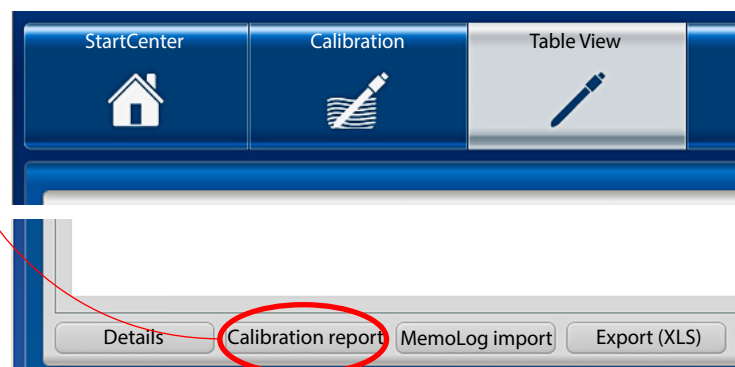 StartCenter Calibration Table View
Details Calibration report MemoLog import Export (XLS)